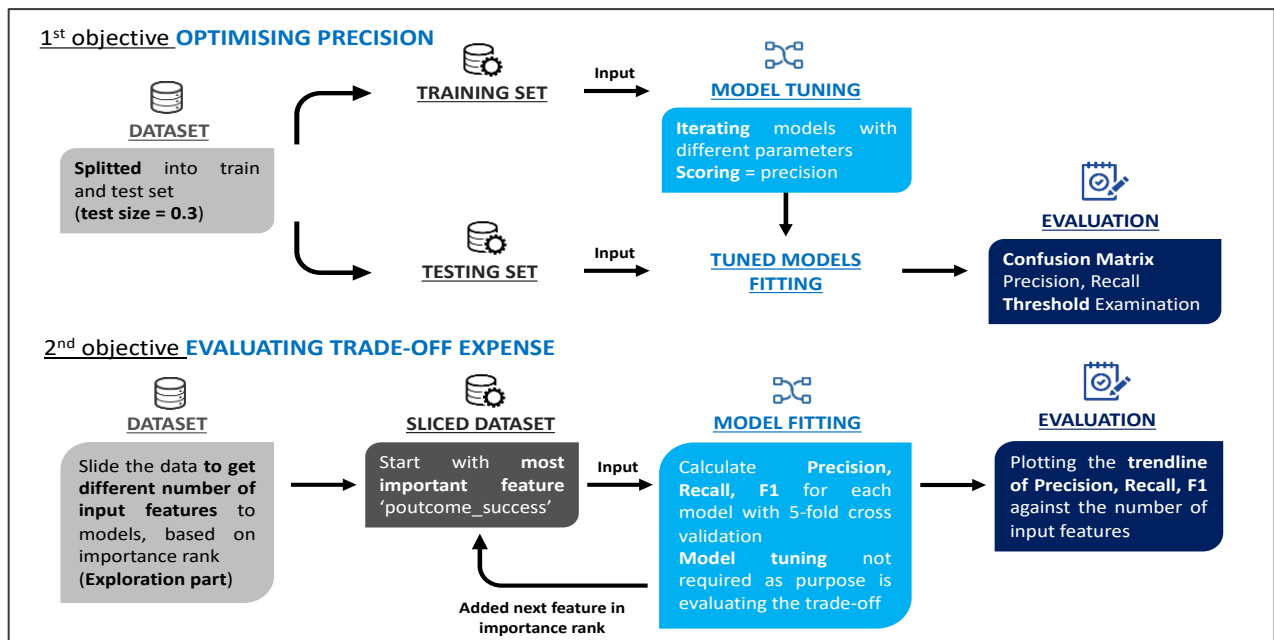 1st objective OPTIMISING PRECISION
DATASET
Splitted into train
and test set
(test size = 0.3)
TRAINING SET
Input
MODEL TUNING
Iterating models with
different parameters
Scoring = precision
TESTING SET
Input
TUNED MODELS
FITTING
EVALUATION
Confusion Matrix
Precision, Recall
Threshold Examination
2nd objective EVALUATING TRADE-OFF EXPENSE
DATASET
Slide the data to get
different number of
input features to
models, based on
importance rank
(Exploration part)
SLICED DATASET
Start with most
important feature
‘poutcome_success’
Input
MODEL FITTING
Calculate Precision,
Recall, F1 for each
model with 5-fold cross
validation
Model tuning not
required as purpose is
evaluating the trade-off
Added next feature in
importance rank
EVALUATION
Plotting the trendline
of Precision, Recall, F1
against the number of
input features